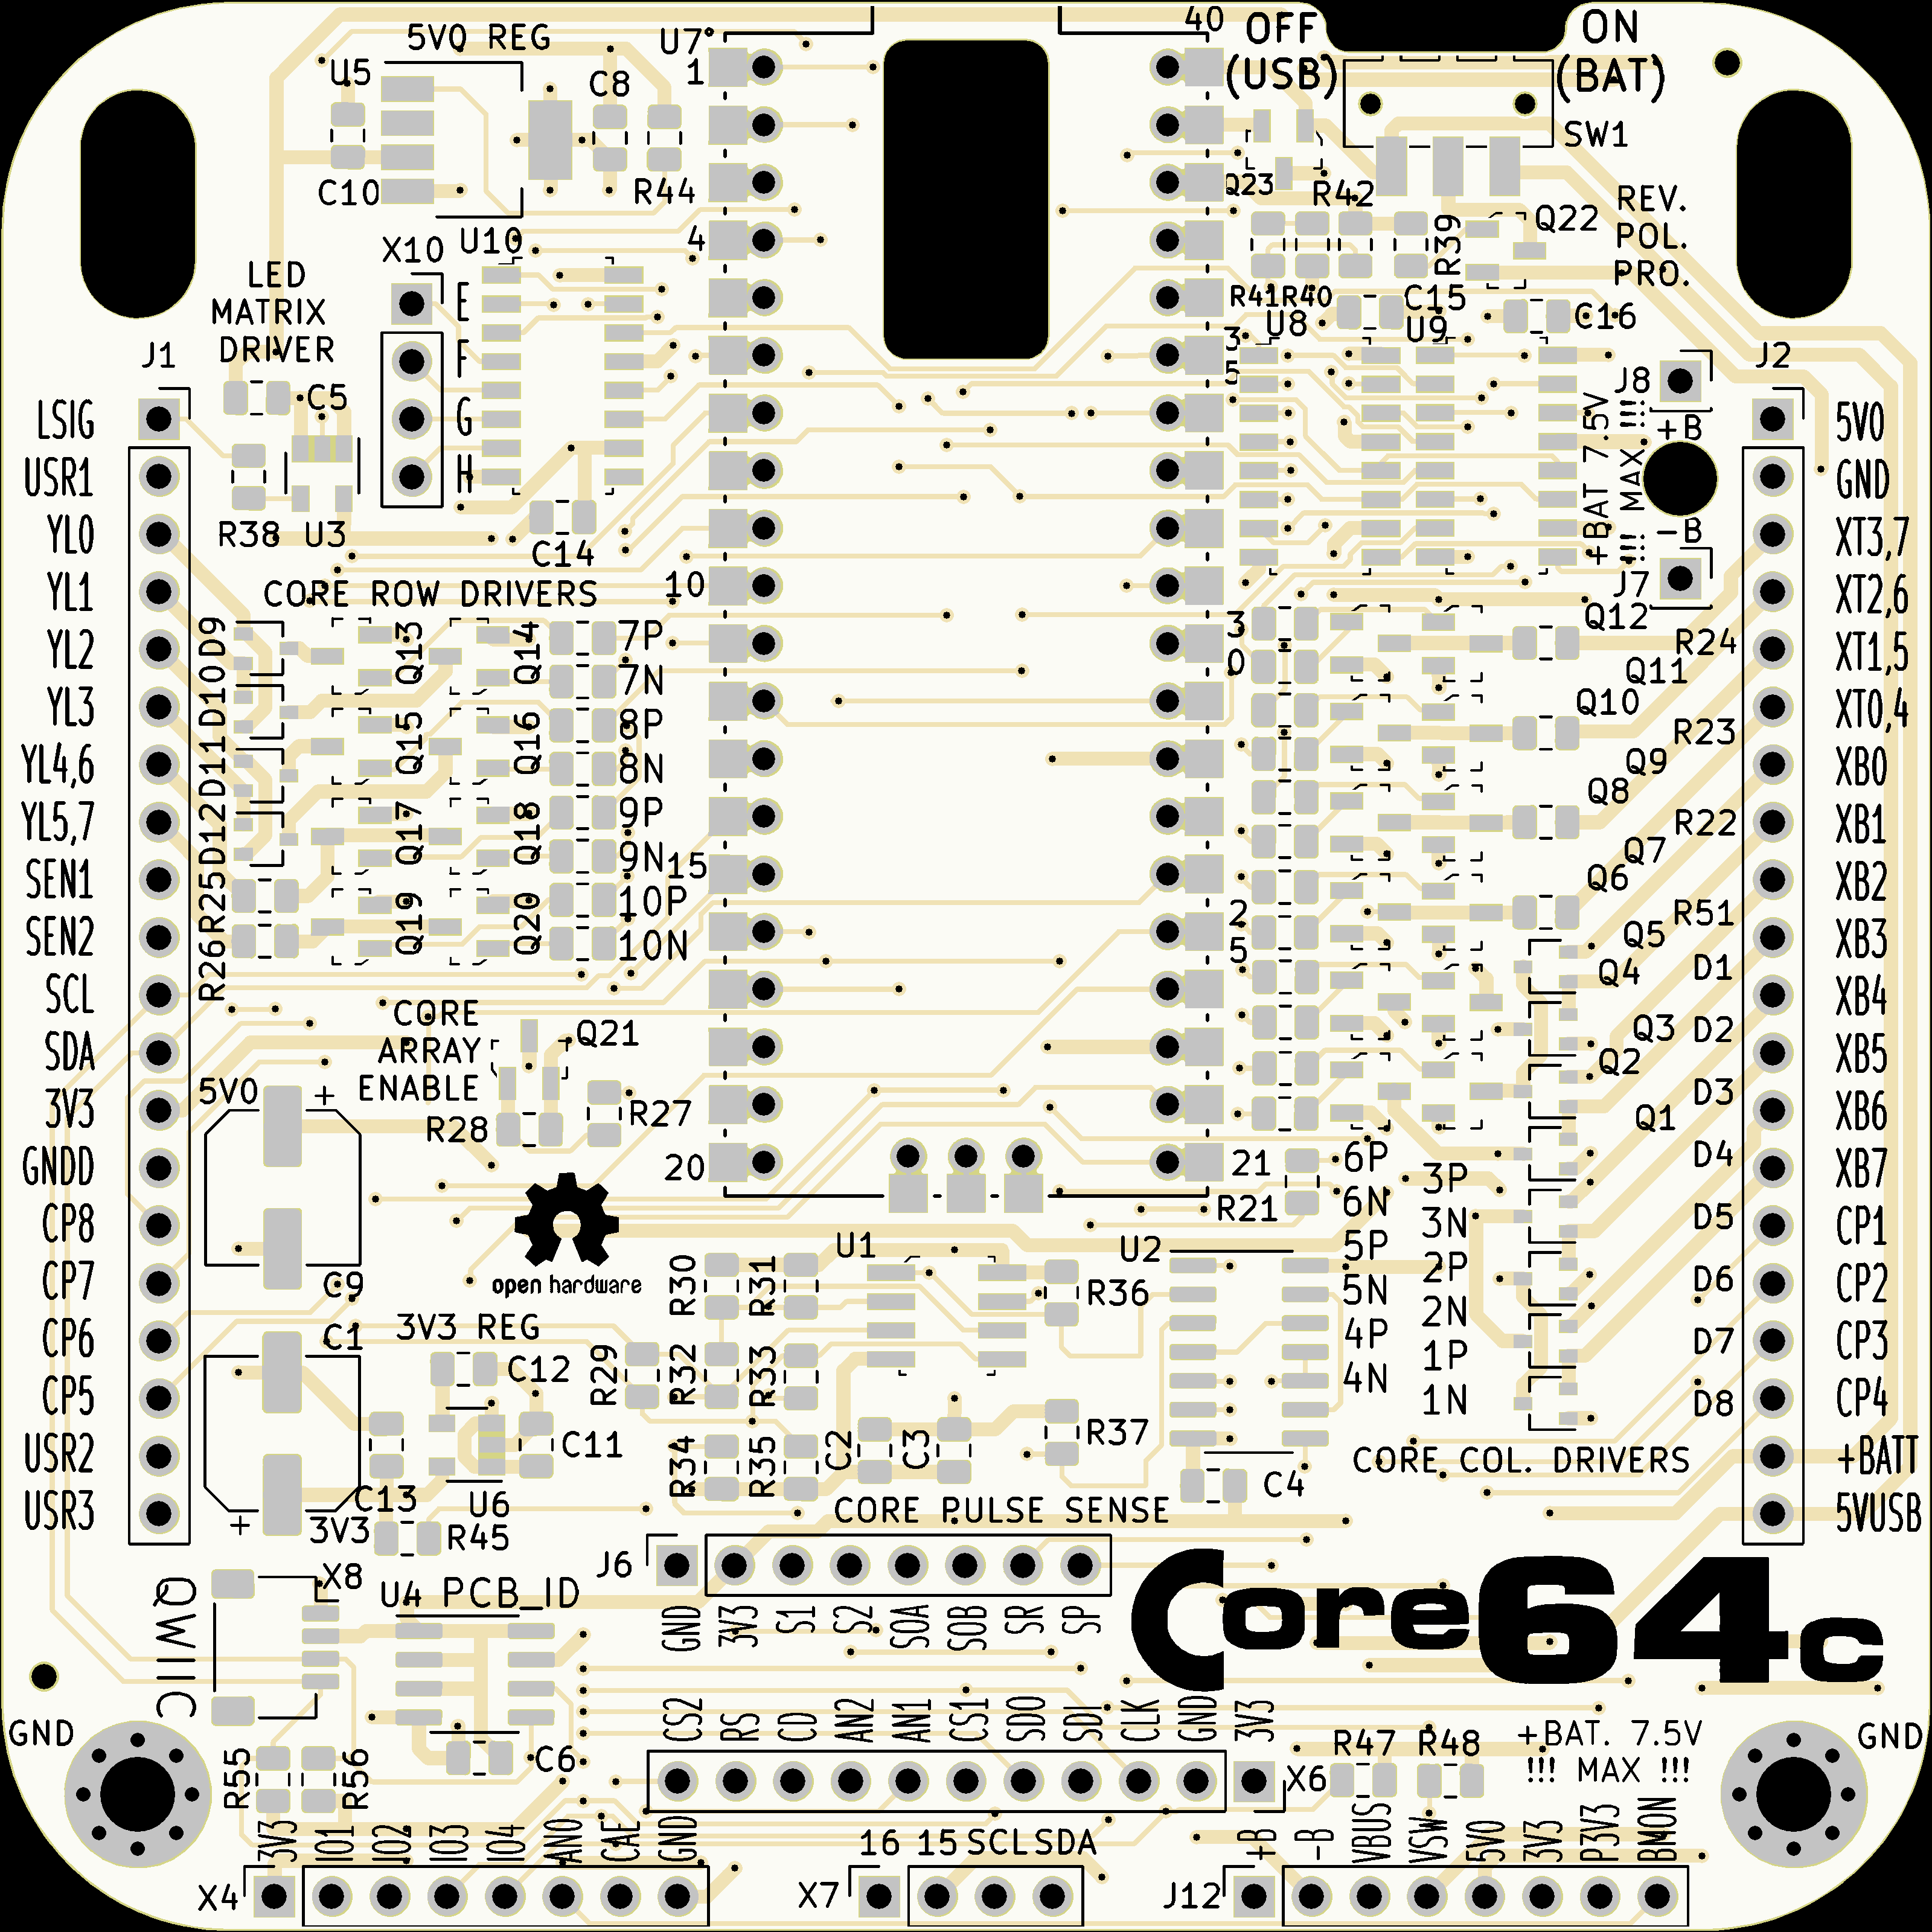 5V0 REG
U5
C8
C10
R44
U7°
1
4
10
15
20
40
35
30
25
21
OFF
(USB)
ON
(BAT)
SW1
Q23
R42
R39
Q22
REV.
POL.
PRO.
R41 R40
C15
U8
U9
C16
LED
MATRIX
DRIVER
X10
U10
E
F
G
H
C5
R38
U3
C14
J1
LSIG
USR1
YL0
YL1
YL2
YL3
YL4,6
YL5,7
SEN1
SEN2
SCL
SDA
3V3
GNDD
CP8
CP7
CP6
CP5
USR2
USR3
J8
+B
+BAT 7.5V
!!! MAX !!!
-B
J7
J2
5V0
GND
XT3,7
XT2,6
XT1,5
XT0,4
XB0
XB1
XB2
XB3
XB4
XB5
XB6
XB7
CP1
CP2
CP3
CP4
+BATT
5VUSB
CORE ROW DRIVERS
D9
D10
D11
D12
R25
R26
Q13
Q14
Q15
Q16
Q17
Q18
Q19
Q20
7P
7N
8P
8N
9P
9N
10P
10N
Q12
R24
Q11
Q10
R23
Q9
Q8
R22
Q7
Q6
R51
Q5
D1
Q4
Q3
D2
Q2
D3
Q1
D4
D5
D6
D7
D8
CORE
ARRAY
ENABLE
Q21
R28
R27
5V0
+
C9
C1
+
3V3
open hardware
3V3 REG
C12
C11
C13
U6
R45
R30
R31
U1
R36
U2
R29
R32
R33
R34
R35
C2
C3
R37
C4
R21
6P
6N
5P
5N
4P
4N
3P
3N
2P
2N
1P
1N
CORE COL. DRIVERS
CORE PULSE SENSE
J6
GND
3V3
S1
S2
SOA
SOB
SR
SP
Core64c
QWIIC
X8
U4
PCB_ID
C6
R55
R56
GND
CS2
RS
CD
AN2
AN1
CS1
SDO
SDI
CLK
GND
3V3
X6
R47
R48
+BAT. 7.5V
!!! MAX !!!
GND
3V3
IO1
IO2
IO3
IO4
AN0
CAE
GND
X4
16 15 SCL SDA
X7
+B
-B
VBUS
VSW
5V0
3V3
P3V3
BMON
J12